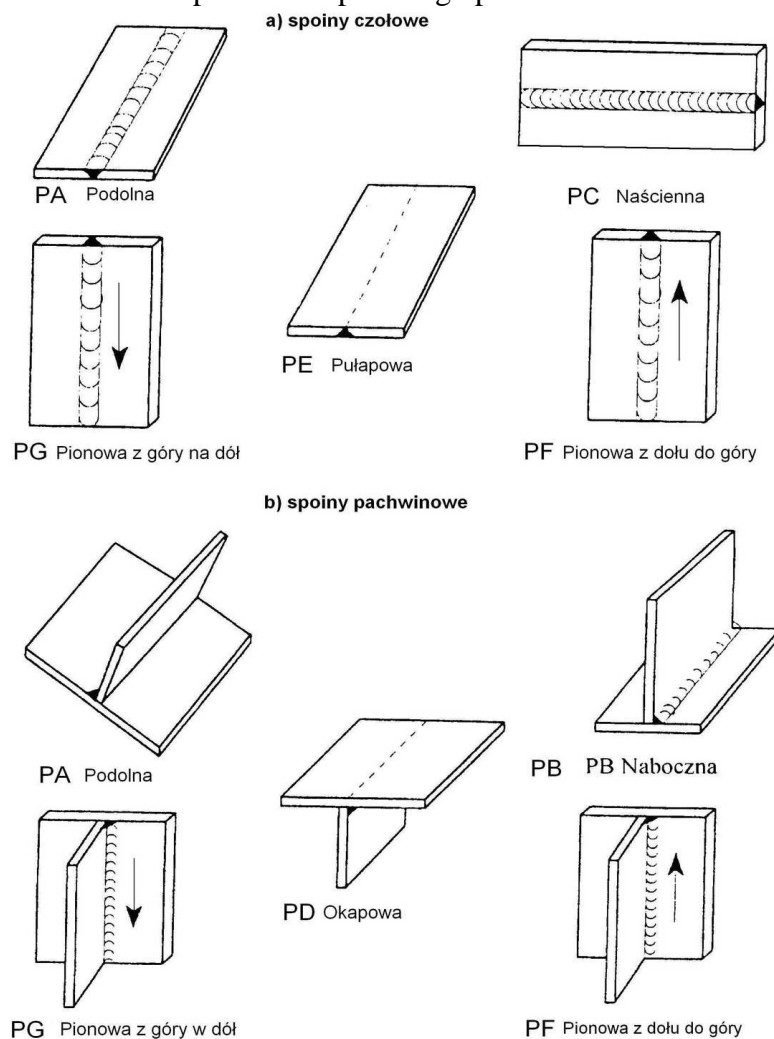 a) spoiny czołowe
PA Podolna
PC Naścienna
PE Pułapowa
PG Pionowa z góry na dół
PF Pionowa z dołu do góry
b) spoiny pachwinowe
PA Podolna
PB PB Naboczna
PD Okapowa
PG Pionowa z góry w dół
PF Pionowa z dołu do góry